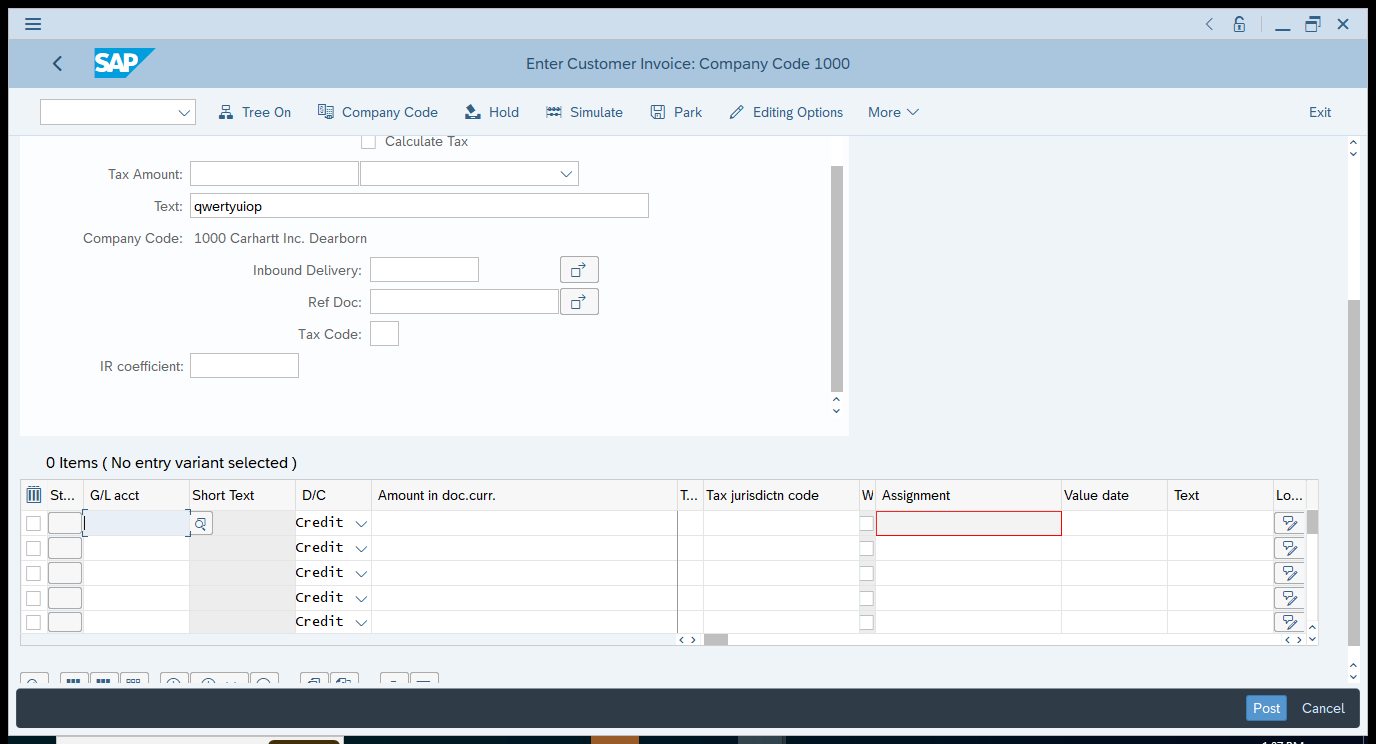 SAP
Enter Customer Invoice: Company Code 1000
Tree On Company Code Hold Simulate Park Editing Options More Exit
Calculate Tax
Tax Amount:
Text: qwertyuiop
Company Code: 1000 Carhartt Inc. Dearborn
Inbound Delivery:
Ref Doc:
Tax Code:
IR coefficient:
0 Items ( No entry variant selected )
St... G/L acct Short Text D/C Amount in doc.curr. T... Tax jurisdictn code W Assignment Value date Text Lo...
Credit
Credit
Credit
Credit
Credit
Post Cancel